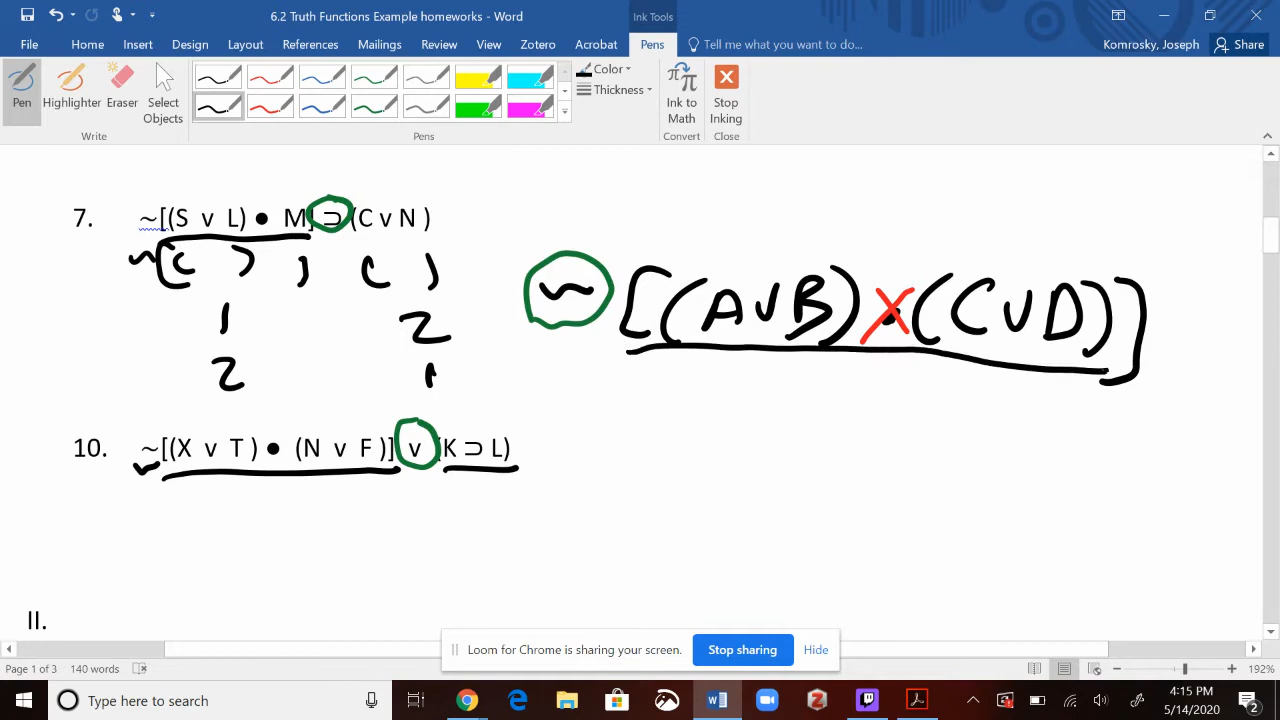 6.2 Truth Functions Example homeworks - Word
Ink Tools
File Home Insert Design Layout References Mailings Review View Zotero Acrobat Pens Tell me what you want to do... Komrosky, Joseph Share
Pen Highlighter Eraser Select Objects
Color
Thickness
Ink to Math
Stop Inking
Write Pens Convert Close
7. ~[(S v L) ● M] ⊃ (C v N )
~[( ) ] ( )
~[(A v B) • (C v D)]
1 2
2 1
10. ~[(X v T ) ● (N v F )] v (K ⊃ L)
II.
Loom for Chrome is sharing your screen. Stop sharing Hide
Page 1 of 3 140 words 192%
Type here to search
4:15 PM
5/14/2020
2